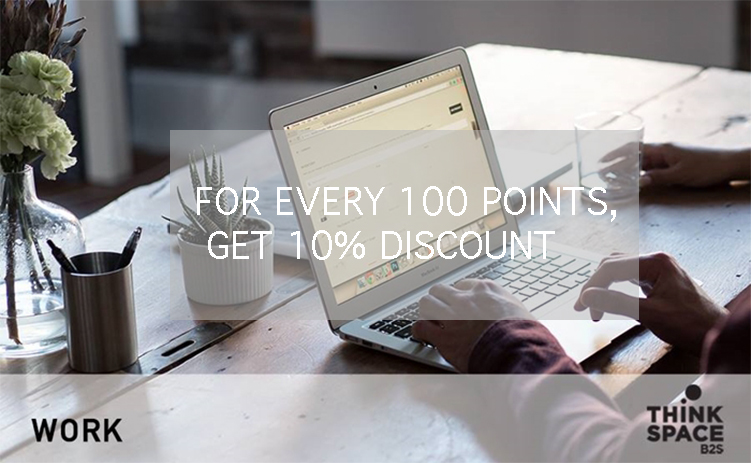 FOR EVERY 100 POINTS,
GET 10% DISCOUNT
WORK
THiNK
SPACE
B2S